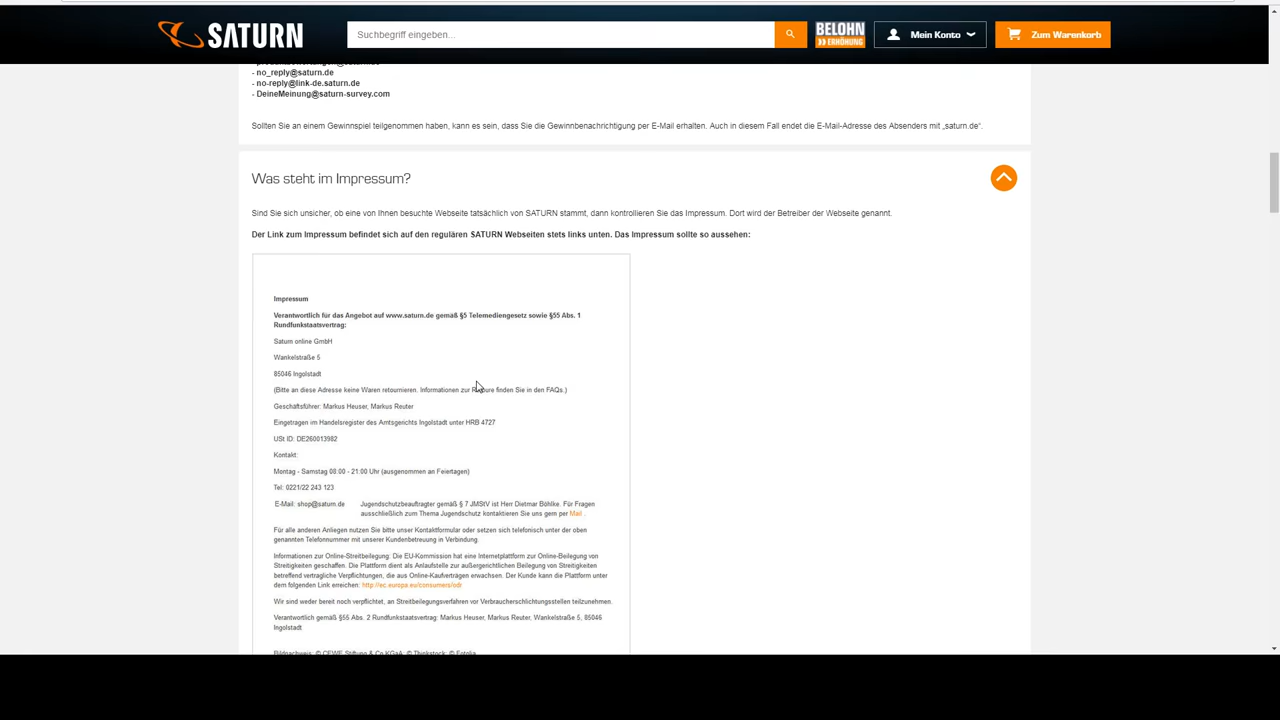 SATURN
Suchbegriff eingeben...
BELOHN
ERHÖHUNG
Mein Konto
Zum Warenkorb
- no_reply@saturn.de
- no-reply@link-de.saturn.de
- DeineMeinung@saturn-survey.com
Sollten Sie an einem Gewinnspiel teilgenommen haben, kann es sein, dass Sie die Gewinnbenachrichtigung per E-Mail erhalten. Auch in diesem Fall endet die E-Mail-Adresse des Absenders mit „saturn.de“.
Was steht im Impressum?
Sind Sie sich unsicher, ob eine von Ihnen besuchte Webseite tatsächlich von SATURN stammt, dann kontrollieren Sie das Impressum. Dort wird der Betreiber der Webseite genannt.
Der Link zum Impressum befindet sich auf den regulären SATURN Webseiten stets links unten. Das Impressum sollte so aussehen:
Impressum
Verantwortlich für das Angebot auf www.saturn.de gemäß §5 Telemediengesetz sowie §55 Abs. 1
Rundfunkstaatsvertrag:
Saturn online GmbH
Wankelstraße 5
85046 Ingolstadt
(Bitte an diese Adresse keine Waren retournieren. Informationen zur finden Sie in den FAQs.)
Geschäftsführer: Markus Heuser, Markus Reuter
Eingetragen im Handelsregister des Amtsgerichts Ingolstadt unter HRB 4727
USt ID: DE260013982
Kontakt:
Montag - Samstag 08:00 - 21:00 Uhr (ausgenommen an Feiertagen)
Tel: 0221/22 243 123
E-Mail: shop@saturn.de
Jugendschutzbeauftragter gemäß § 7 JMStV ist Herr Dietmar Böhlke. Für Fragen
ausschließlich zum Thema Jugendschutz kontaktieren Sie uns gern per Mail .
Für alle anderen Anliegen nutzen Sie bitte unser Kontaktformular oder setzen sich telefonisch unter der oben
genannten Telefonnummer mit unserer Kundenbetreuung in Verbindung.
Informationen zur Online-Streitbeilegung: Die EU-Kommission hat eine Internetplattform zur Online-Beilegung von
Streitigkeiten geschaffen. Die Plattform dient als Anlaufstelle zur außergerichtlichen Beilegung von Streitigkeiten
betreffend vertragliche Verpflichtungen, die aus Online-Kaufverträgen erwachsen. Der Kunde kann die Plattform unter
dem folgenden Link erreichen: http://ec.europa.eu/consumers/odr
Wir sind weder bereit noch verpflichtet, an Streitbeilegungsverfahren vor Verbraucherschlichtungsstellen teilzunehmen.
Verantwortlich gemäß §55 Abs. 2 Rundfunkstaatsvertrag: Markus Heuser, Markus Reuter, Wankelstraße 5, 85046
Ingolstadt
Bildnachweis: © CEWE Stiftung & Co KGaA; © Thinkstock; © Fotolia